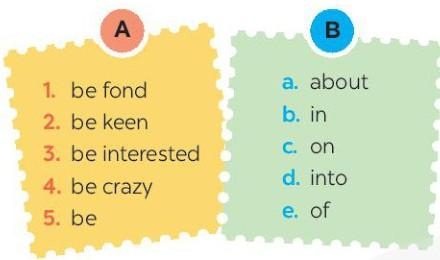 A
1. be fond
2. be keen
3. be interested
4. be crazy
5. be
B
a. about
b. in
c. on
d. into
e. of